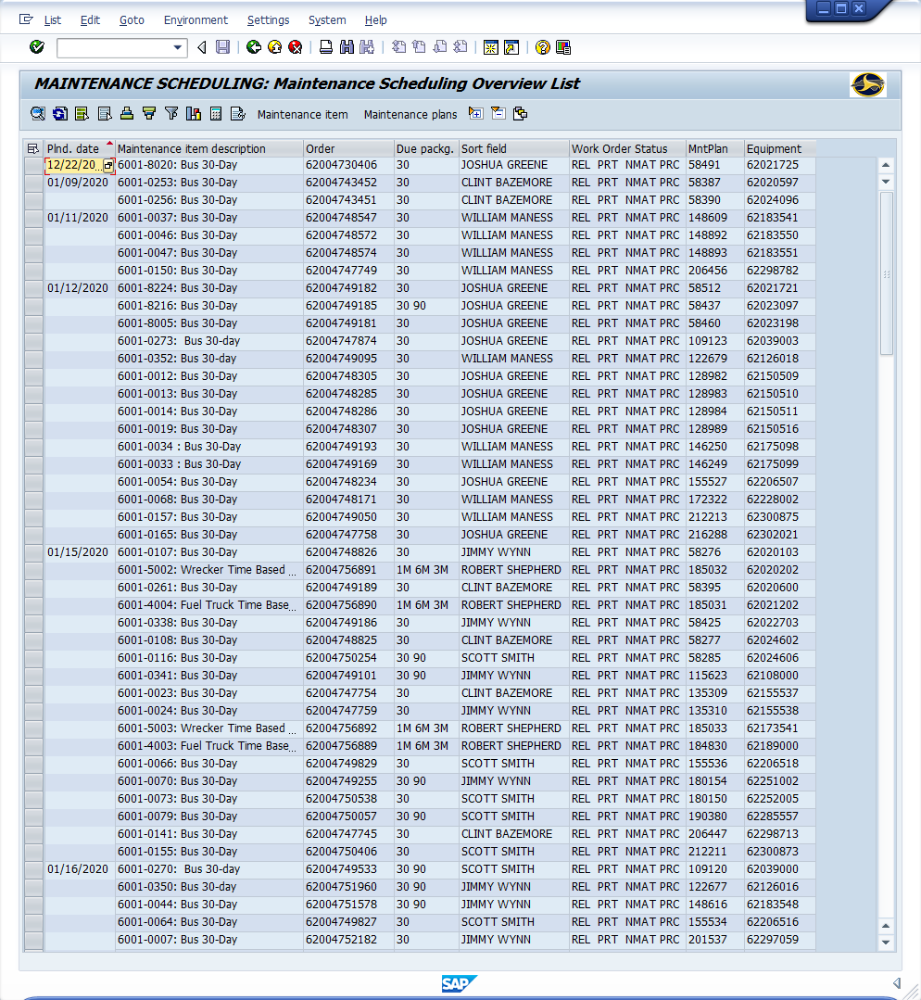 List Edit Goto Environment Settings System Help
MAINTENANCE SCHEDULING: Maintenance Scheduling Overview List
Maintenance item Maintenance plans
Plnd. date Maintenance item description Order Due packg. Sort field Work Order Status MntPlan Equipment
12/22/20... 6001-8020: Bus 30-Day 62004730406 30 JOSHUA GREENE REL PRT NMAT PRC 58491 62021725
01/09/2020 6001-0253: Bus 30-Day 62004743452 30 CLINT BAZEMORE REL PRT NMAT PRC 58387 62020597
6001-0256: Bus 30-Day 62004743451 30 CLINT BAZEMORE REL PRT NMAT PRC 58390 62024096
01/11/2020 6001-0037: Bus 30-Day 62004748547 30 WILLIAM MANESS REL PRT NMAT PRC 148609 62183541
6001-0046: Bus 30-Day 62004748572 30 WILLIAM MANESS REL PRT NMAT PRC 148892 62183550
6001-0047: Bus 30-Day 62004748574 30 WILLIAM MANESS REL PRT NMAT PRC 148893 62183551
6001-0150: Bus 30-Day 62004747749 30 WILLIAM MANESS REL PRT NMAT PRC 206456 62298782
01/12/2020 6001-8224: Bus 30-Day 62004749182 30 JOSHUA GREENE REL PRT NMAT PRC 58512 62021721
6001-8216: Bus 30-Day 62004749185 30 90 JOSHUA GREENE REL PRT NMAT PRC 58437 62023097
6001-8005: Bus 30-Day 62004749181 30 JOSHUA GREENE REL PRT NMAT PRC 58460 62023198
6001-0273: Bus 30-day 62004747874 30 JOSHUA GREENE REL PRT NMAT PRC 109123 62039003
6001-0352: Bus 30-day 62004749095 30 WILLIAM MANESS REL PRT NMAT PRC 122679 62126018
6001-0012: Bus 30-Day 62004748305 30 JOSHUA GREENE REL PRT NMAT PRC 128982 62150509
6001-0013: Bus 30-Day 62004748285 30 JOSHUA GREENE REL PRT NMAT PRC 128983 62150510
6001-0014: Bus 30-Day 62004748286 30 JOSHUA GREENE REL PRT NMAT PRC 128984 62150511
6001-0019: Bus 30-Day 62004748307 30 JOSHUA GREENE REL PRT NMAT PRC 128989 62150516
6001-0034 : Bus 30-Day 62004749193 30 WILLIAM MANESS REL PRT NMAT PRC 146250 62175098
6001-0033 : Bus 30-Day 62004749169 30 WILLIAM MANESS REL PRT NMAT PRC 146249 62175099
6001-0054: Bus 30-Day 62004748234 30 JOSHUA GREENE REL PRT NMAT PRC 155527 62206507
6001-0068: Bus 30-Day 62004748171 30 WILLIAM MANESS REL PRT NMAT PRC 172322 62228002
6001-0157: Bus 30-Day 62004749050 30 WILLIAM MANESS REL PRT NMAT PRC 212213 62300875
6001-0165: Bus 30-Day 62004747758 30 JOSHUA GREENE REL PRT NMAT PRC 216288 62302021
01/15/2020 6001-0107: Bus 30-Day 62004748826 30 JIMMY WYNN REL PRT NMAT PRC 58276 62020103
6001-5002: Wrecker Time Based ... 62004756891 1M 6M 3M ROBERT SHEPHERD REL PRT NMAT PRC 185032 62020202
6001-0261: Bus 30-Day 62004749189 30 CLINT BAZEMORE REL PRT NMAT PRC 58395 62020600
6001-4004: Fuel Truck Time Base... 62004756890 1M 6M 3M ROBERT SHEPHERD REL PRT NMAT PRC 185031 62021202
6001-0338: Bus 30-Day 62004749186 30 JIMMY WYNN REL PRT NMAT PRC 58425 62022703
6001-0108: Bus 30-Day 62004748825 30 CLINT BAZEMORE REL PRT NMAT PRC 58277 62024602
6001-0116: Bus 30-Day 62004750254 30 90 SCOTT SMITH REL PRT NMAT PRC 58285 62024606
6001-0341: Bus 30-Day 62004749101 30 90 JIMMY WYNN REL PRT NMAT PRC 115623 62108000
6001-0023: Bus 30-Day 62004747754 30 CLINT BAZEMORE REL PRT NMAT PRC 135309 62155537
6001-0024: Bus 30-Day 62004747759 30 JIMMY WYNN REL PRT NMAT PRC 135310 62155538
6001-5003: Wrecker Time Based ... 62004756892 1M 6M 3M ROBERT SHEPHERD REL PRT NMAT PRC 185033 62173541
6001-4003: Fuel Truck Time Base... 62004756889 1M 6M 3M ROBERT SHEPHERD REL PRT NMAT PRC 184830 62189000
6001-0066: Bus 30-Day 62004749829 30 SCOTT SMITH REL PRT NMAT PRC 155536 62206518
6001-0070: Bus 30-Day 62004749255 30 90 JIMMY WYNN REL PRT NMAT PRC 180154 62251002
6001-0073: Bus 30-Day 62004750538 30 SCOTT SMITH REL PRT NMAT PRC 180150 62252005
6001-0079: Bus 30-Day 62004750057 30 90 SCOTT SMITH REL PRT NMAT PRC 190380 62285557
6001-0141: Bus 30-Day 62004747745 30 CLINT BAZEMORE REL PRT NMAT PRC 206447 62298713
6001-0155: Bus 30-Day 62004750406 30 SCOTT SMITH REL PRT NMAT PRC 212211 62300873
01/16/2020 6001-0270: Bus 30-day 62004749533 30 90 SCOTT SMITH REL PRT NMAT PRC 109120 62039000
6001-0350: Bus 30-day 62004751960 30 90 JIMMY WYNN REL PRT NMAT PRC 122677 62126016
6001-0044: Bus 30-Day 62004751578 30 90 JIMMY WYNN REL PRT NMAT PRC 148616 62183548
6001-0064: Bus 30-Day 62004749827 30 SCOTT SMITH REL PRT NMAT PRC 155534 62206516
6001-0007: Bus 30-Day 62004752182 30 JIMMY WYNN REL PRT NMAT PRC 201537 62297059
SAP